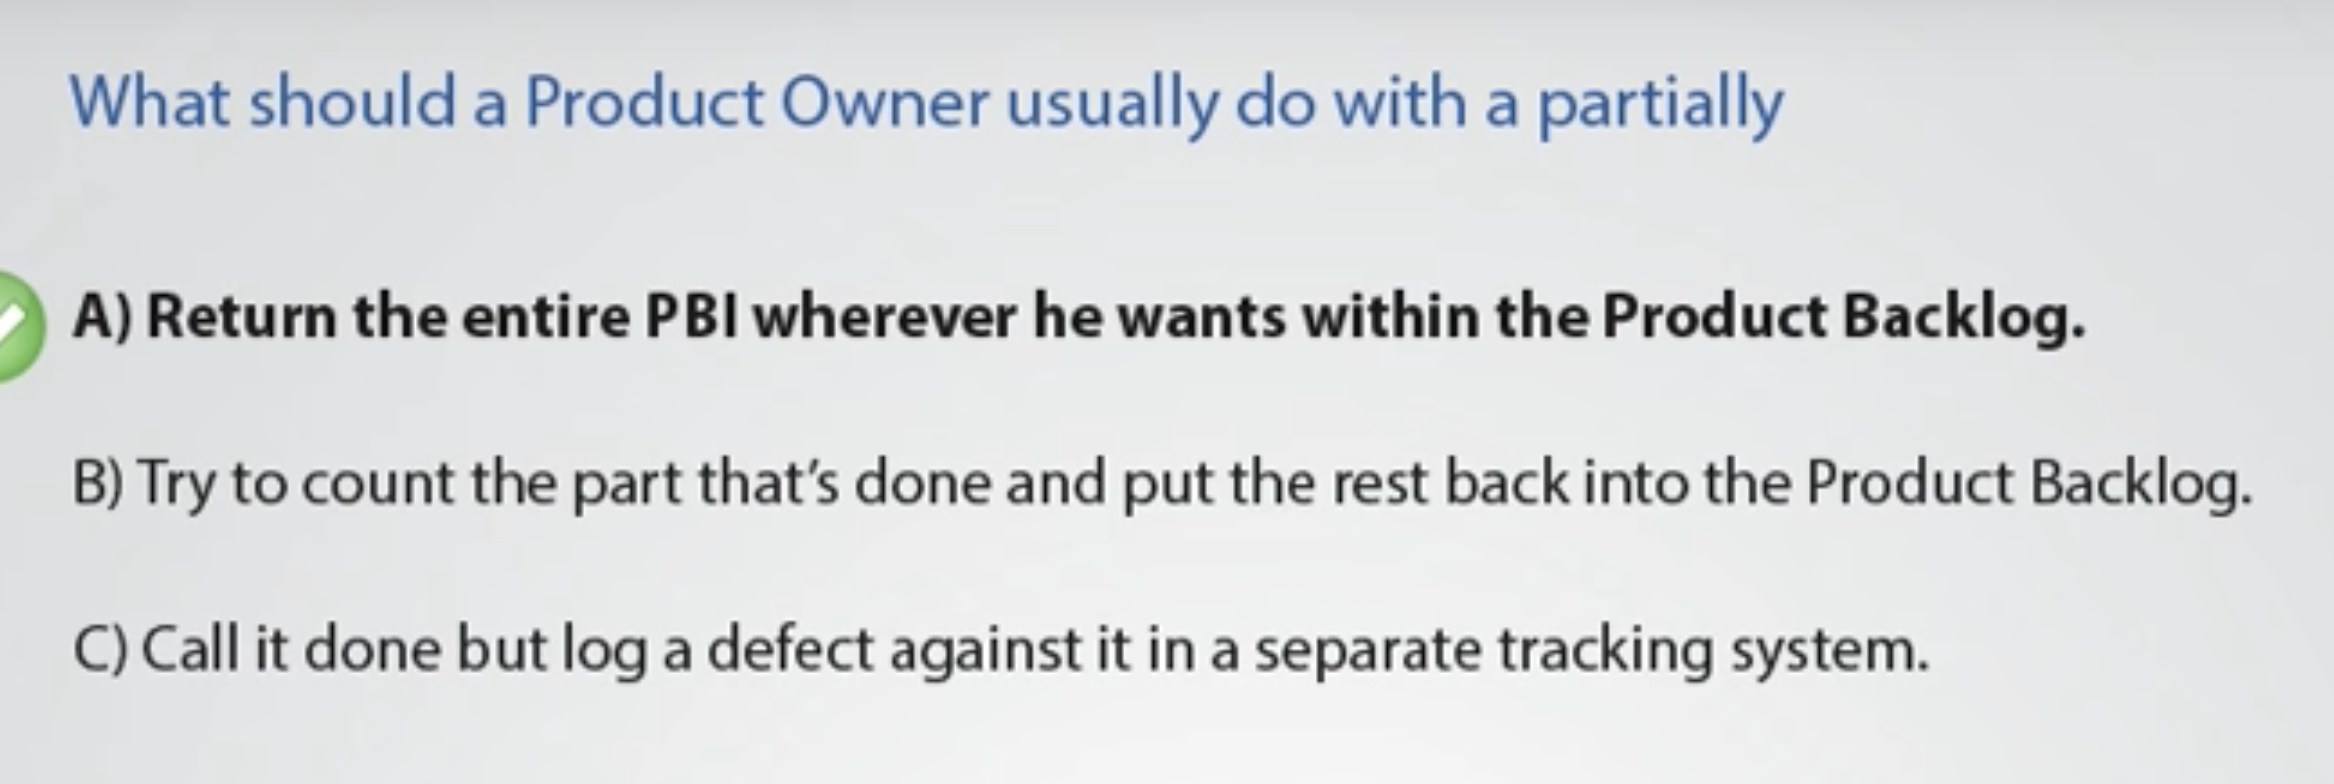 What should a Product Owner usually do with a partially
A) Return the entire PBI wherever he wants within the Product Backlog.
B) Try to count the part that's done and put the rest back into the Product Backlog.
C) Call it done but log a defect against it in a separate tracking system.